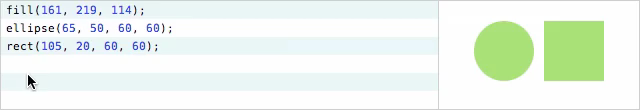 fill(161, 219, 114);
ellipse(65, 50, 60, 60);
rect(105, 20, 60, 60);